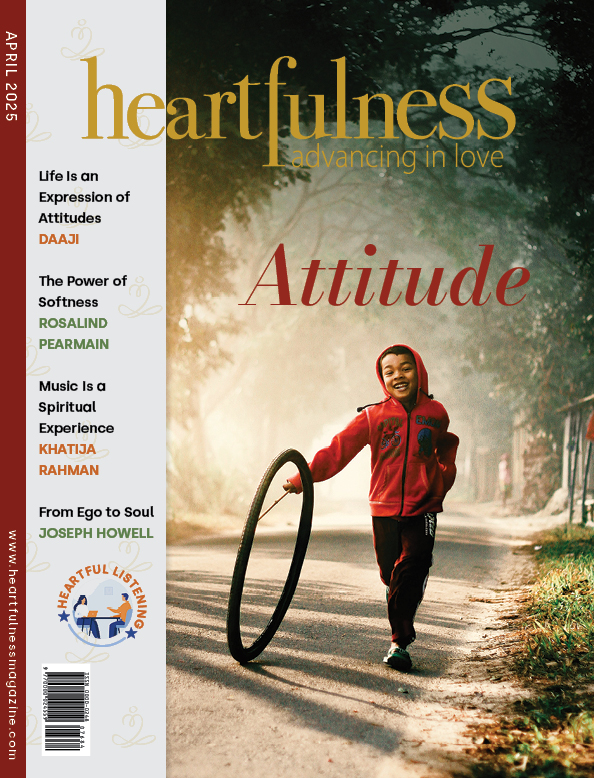 APRIL 2025
heartfulness
advancing in love
Life Is an
Expression of
Attitudes
DAAJI
The Power of
Softness
ROSALIND
PEARMAIN
Music Is a
Spiritual
Experience
KHATIJA
RAHMAN
From Ego to Soul
JOSEPH HOWELL
HEARTFUL LISTENING
Attitude
www.heartfulnessmagazine.com